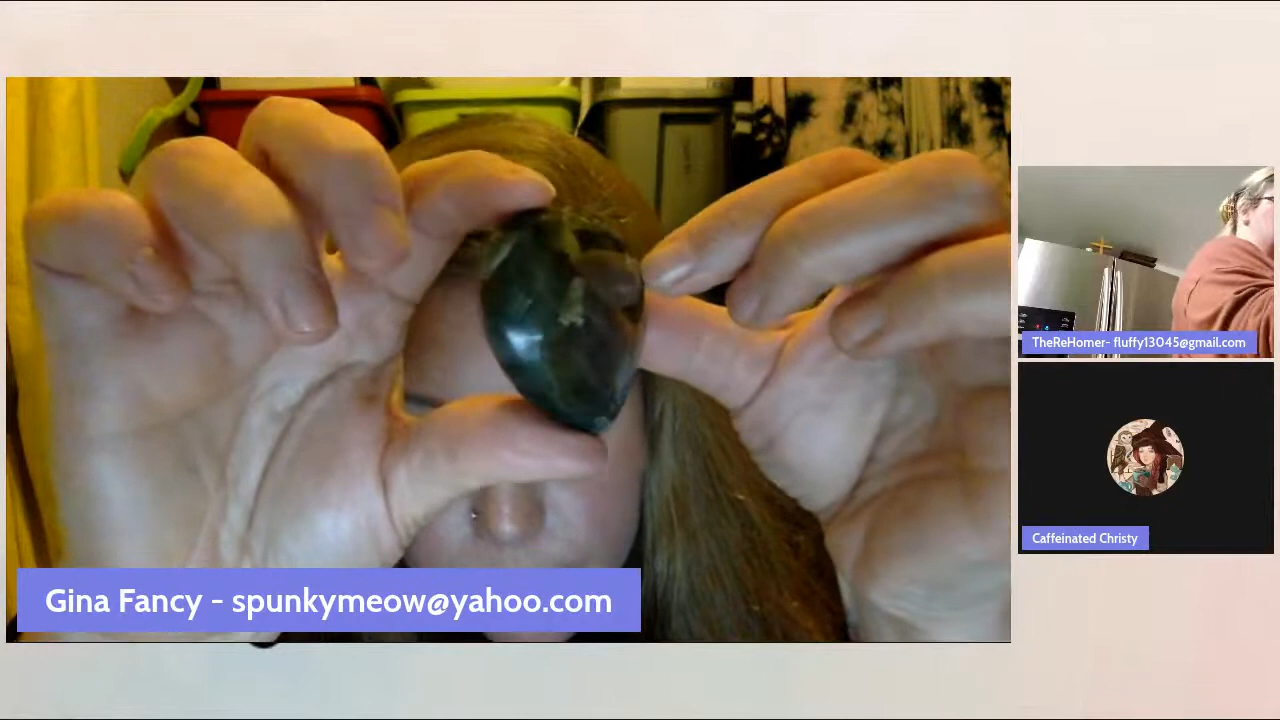 Gina Fancy - spunkymeow@yahoo.com
TheReHomer- fluffy13045@gmail.com
Caffeinated Christy